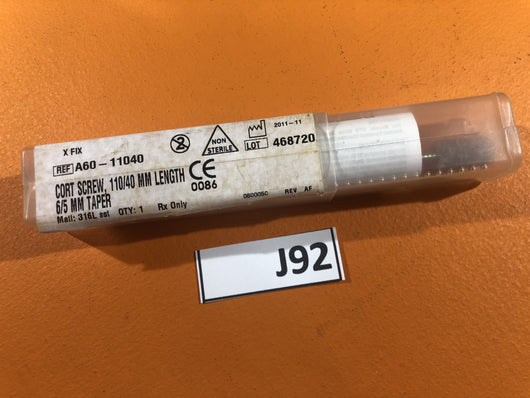 X FIX
REF A60-11040
2
NON STERILE
2011-11
LOT 468720
CORT SCREW, 110/40 MM LENGTH
6/5 MM TAPER
CE
0086
Matl: 316L sst QTY: 1 Rx Only
REV AF
J92